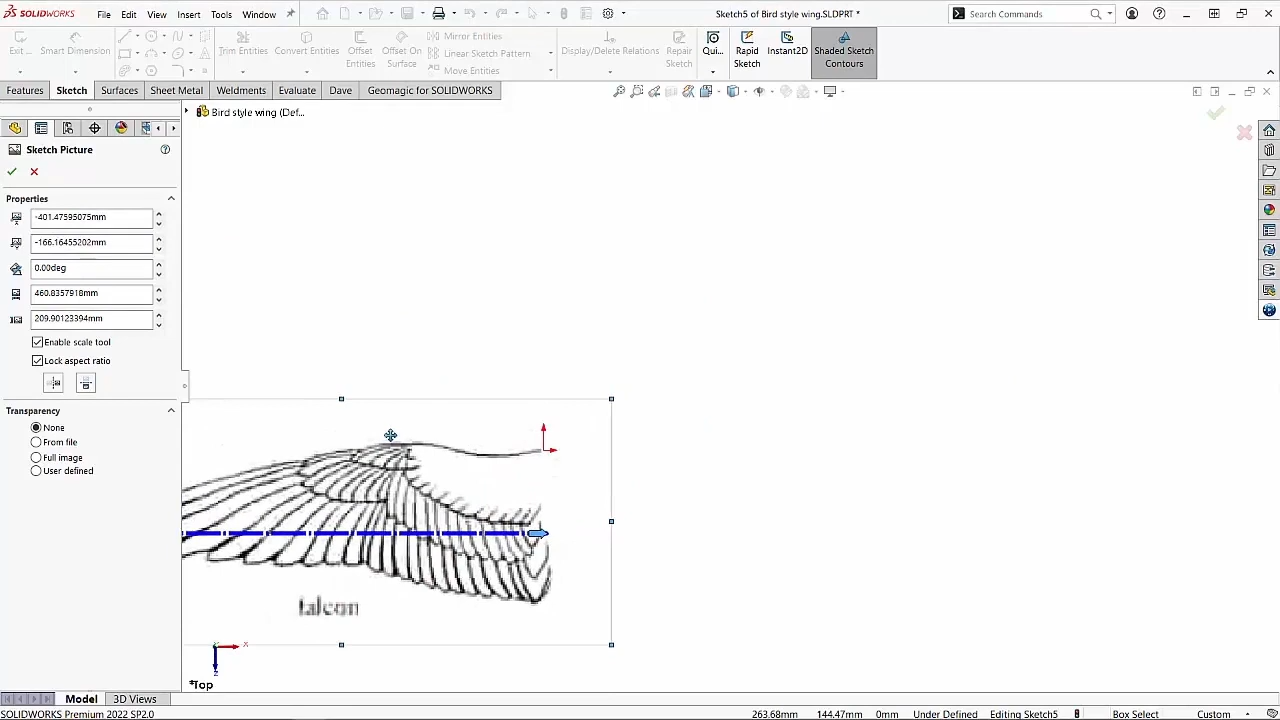 SOLIDWORKS
File Edit View Insert Tools Window
Sketch5 of Bird style wing.SLDPRT *
Search Commands
Exit ... Smart Dimension
Trim Entities Convert Entities Offset Entities Offset On Surface
Mirror Entities
Linear Sketch Pattern
Move Entities
Display/Delete Relations Repair Sketch Qui... Rapid Sketch Instant2D Shaded Sketch Contours
Features Sketch Surfaces Sheet Metal Weldments Evaluate Dave Geomagic for SOLIDWORKS
Bird style wing (Def...
Sketch Picture
Properties
-401.47595075mm
-166.16455202mm
0.00deg
460.8357918mm
209.90123394mm
Enable scale tool
Lock aspect ratio
Transparency
None
From file
Full image
User defined
falcon
x
z
*Top
Model 3D Views
SOLIDWORKS Premium 2022 SP2.0
263.68mm 144.47mm 0mm Under Defined Editing Sketch5 Box Select Custom